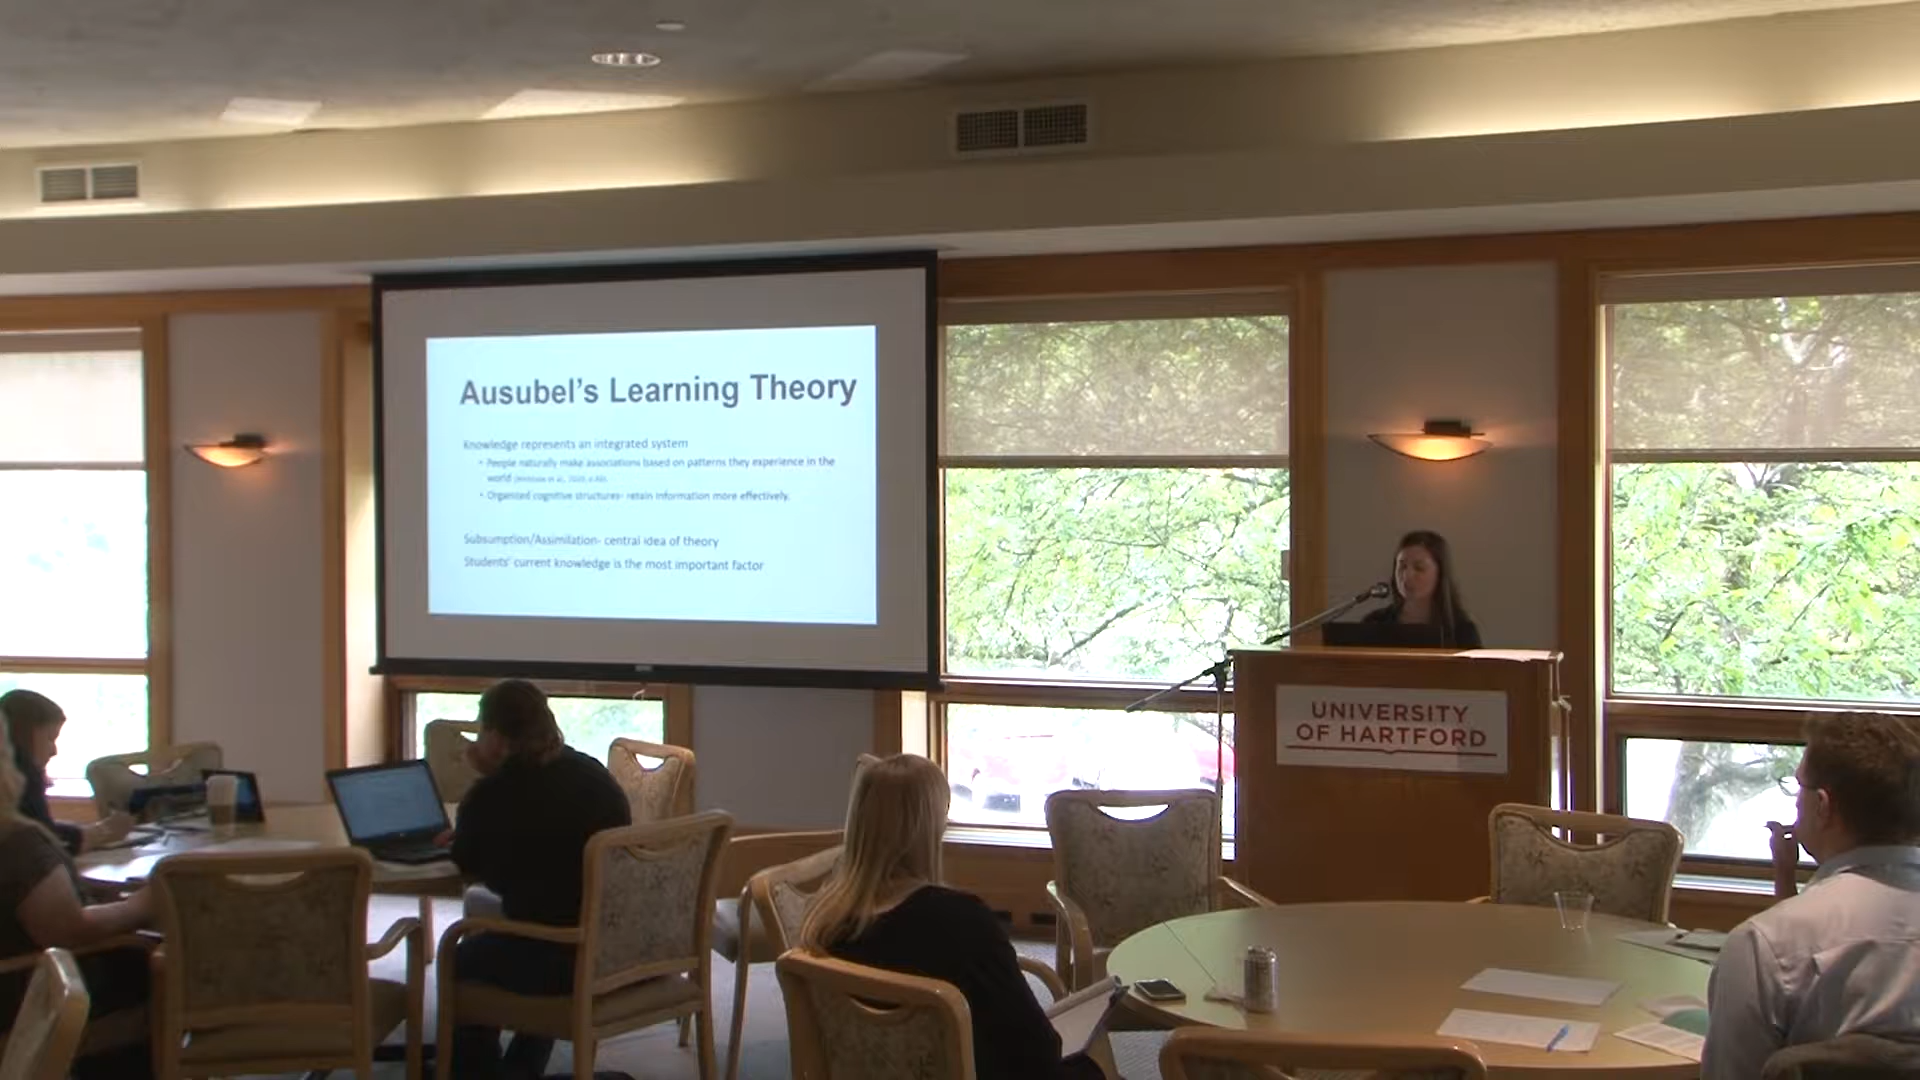 Ausubel's Learning Theory
Knowledge represents an integrated system
• People naturally make associations based on patterns they experience in the
world
• Organized cognitive structures- retain information more effectively.
Subsumption/Assimilation- central idea of theory
Students' current knowledge is the most important factor
UNIVERSITY
OF HARTFORD